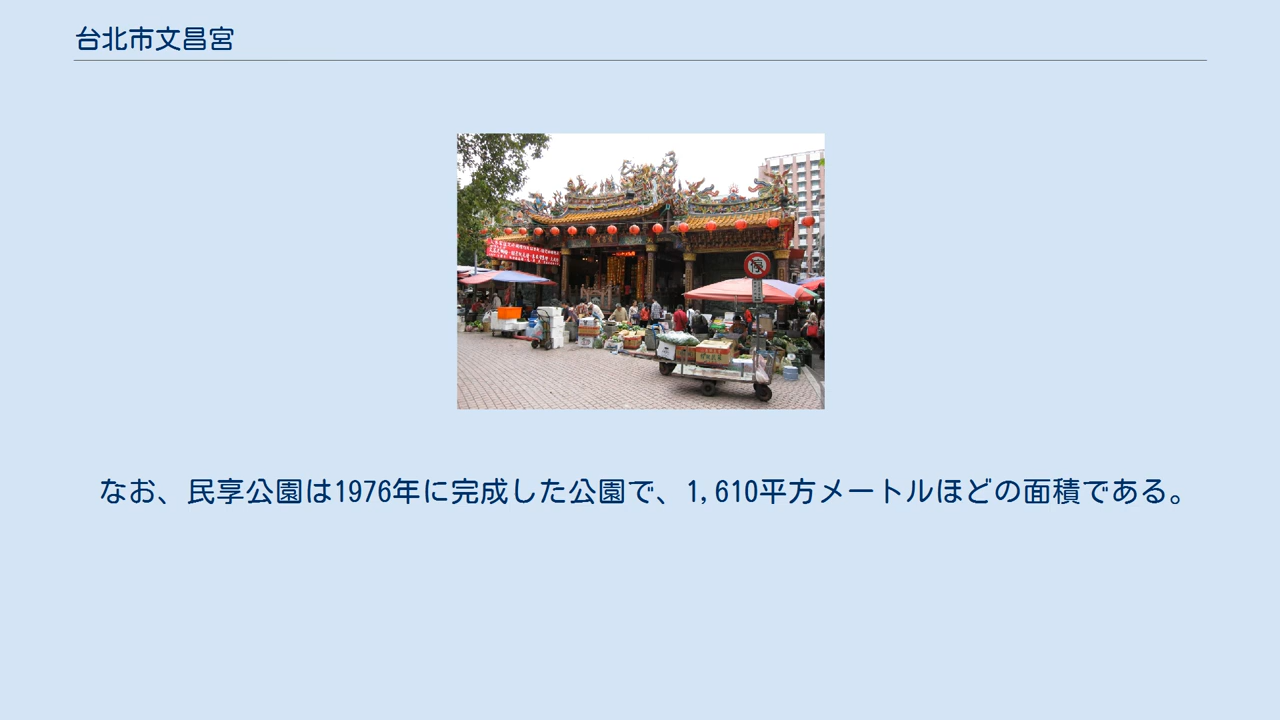 台北市文昌宮
なお、民享公園は1976年に完成した公園で、1,610平方メートルほどの面積である。